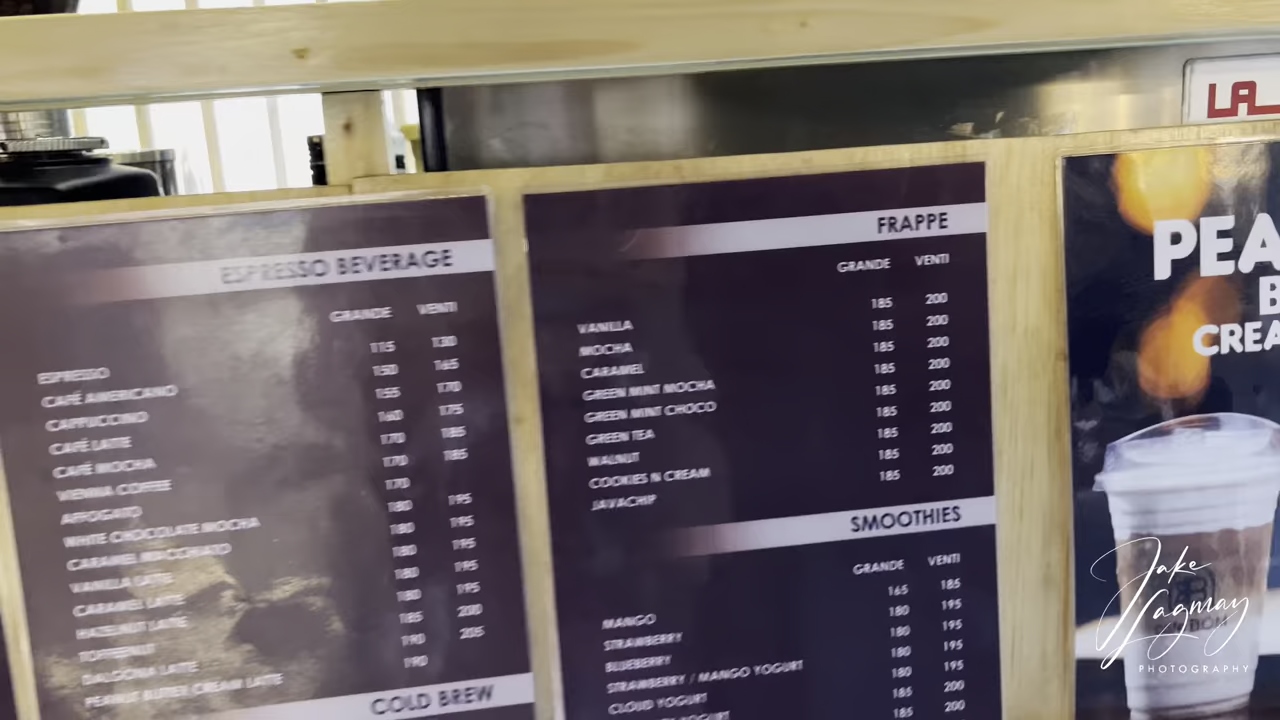 ESPRESSO BEVERAGE
GRANDE VENTI
ESPRESSO 115 130
CAFÉ AMERICANO 150 165
CAPPUCCINO 155 170
CAFÉ LATTE 160 175
CAFÉ MOCHA 170 185
VIENNA COFFEE 170 185
AFFOGATO 170
WHITE CHOCOLATE MOCHA 180 195
CARAMEL MACCHIATO 180 195
VANILLA LATTE 180 195
CARAMEL LATTE 180 195
HAZELNUT LATTE 180 195
TOFFEENUT 185 200
DALGONA LATTE 190 205
PEANUT BUTTER CREAM LATTE 190
COLD BREW
FRAPPE
GRANDE VENTI
VANILLA 185 200
MOCHA 185 200
CARAMEL 185 200
GREEN MINT MOCHA 185 200
GREEN MINT CHOCO 185 200
GREEN TEA 185 200
WALNUT 185 200
COOKIES N CREAM 185 200
JAVACHIP 185 200
SMOOTHIES
GRANDE VENTI
MANGO 165 185
STRAWBERRY 180 195
BLUEBERRY 180 195
STRAWBERRY / MANGO YOGURT 180 195
CLOUD YOGURT 180 195
YOGURT 185 200
185 200
LA
PEA
B
CREA
Jake
Lagmay
PHOTOGRAPHY